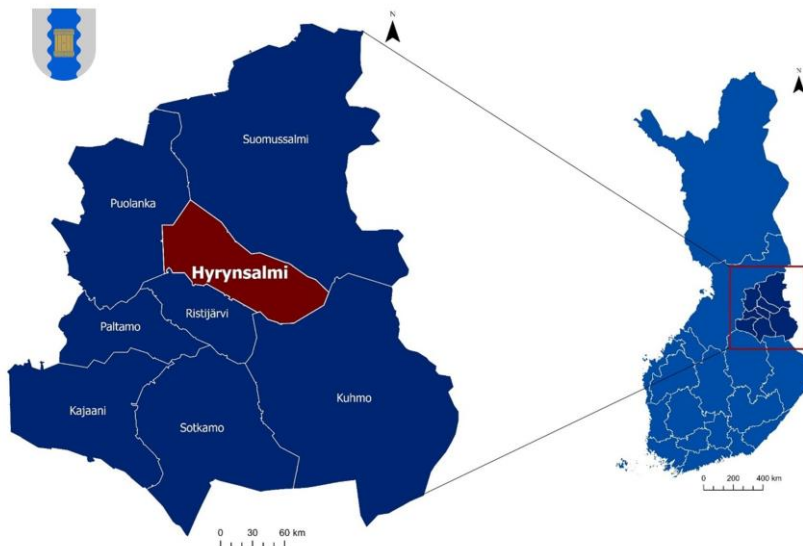 N
N
Suomussalmi
Puolanka
Hyrynsalmi
Ristijärvi
Paltamo
Kuhmo
Kajaani
Sotkamo
0 200 400 km
0 30 60 km